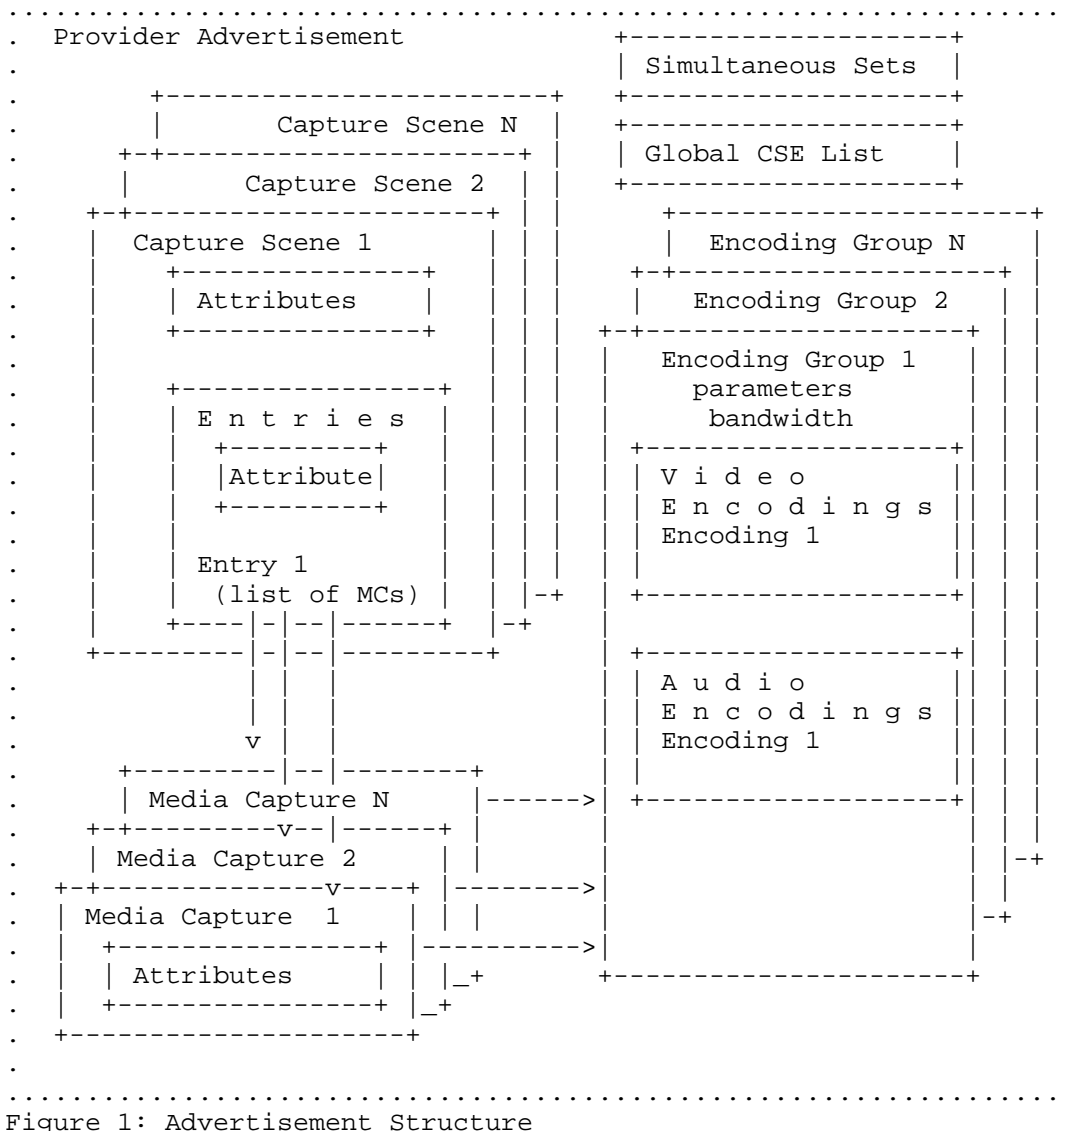 Provider Advertisement
Simultaneous Sets
Capture Scene N
Global CSE List
Capture Scene 2
Capture Scene 1
Encoding Group N
Attributes
Encoding Group 2
Encoding Group 1
parameters
E n t r i e s
bandwidth
Attribute
V i d e o
E n c o d i n g s
Encoding 1
Entry 1
(list of MCs)
A u d i o
E n c o d i n g s
Encoding 1
Media Capture N
Media Capture 2
Media Capture 1
Attributes
Figure 1: Advertisement Structure